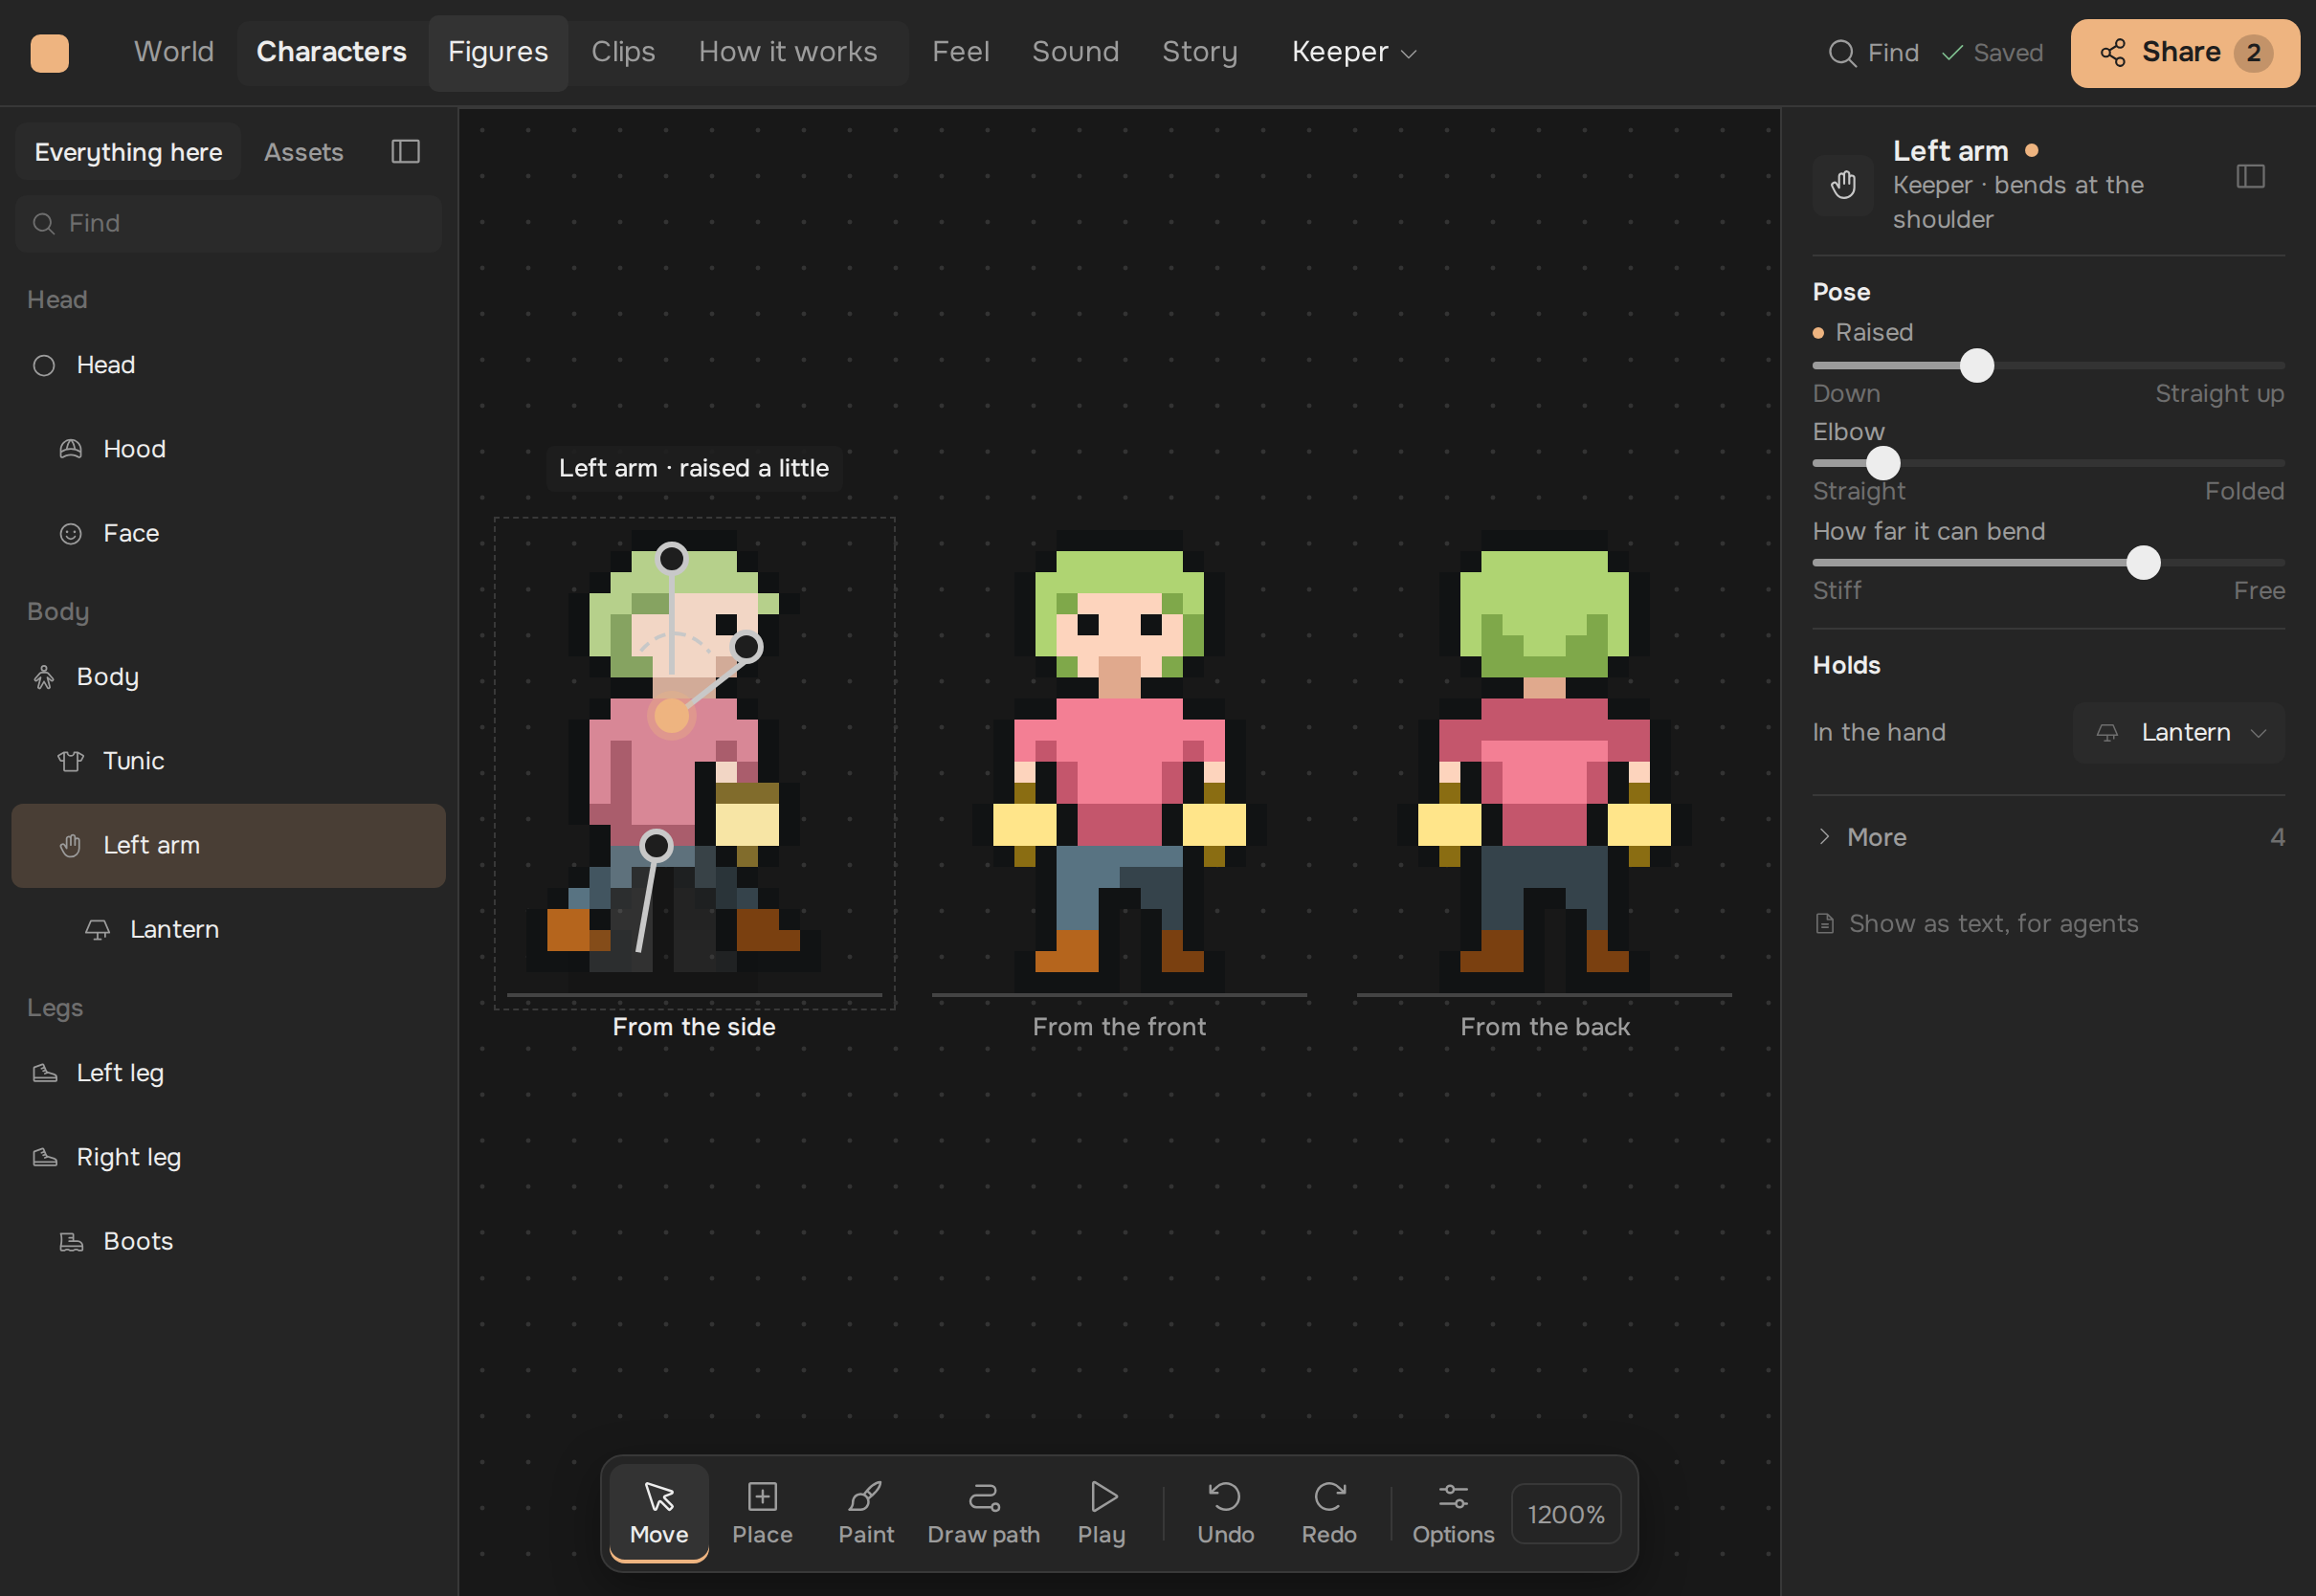 World
Characters
Figures
Clips
How it works
Feel
Sound
Story
Keeper
Find
Saved
Share 2
Everything here
Assets
Find
Head
Head
Hood
Face
Body
Body
Tunic
Left arm
Lantern
Legs
Left leg
Right leg
Boots
Left arm · raised a little
From the side
From the front
From the back
Move
Place
Paint
Draw path
Play
Undo
Redo
Options
1200%
Left arm
Keeper · bends at the
shoulder
Pose
Raised
Down
Straight up
Elbow
Straight
Folded
How far it can bend
Stiff
Free
Holds
In the hand
Lantern
More
4
Show as text, for agents